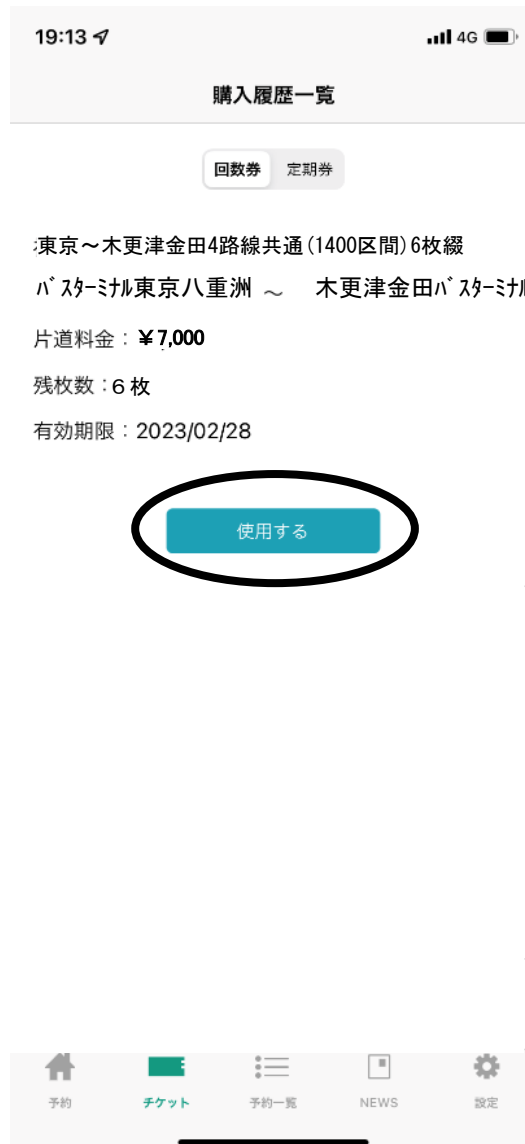 19:13 4G
購入履歴一覧
回数券 定期券
東京～木更津金田4路線共通(1400区間)6枚綴
ﾊﾞｽﾀｰﾐﾅﾙ東京八重洲 ～ 木更津金田ﾊﾞｽﾀｰﾐﾅﾙ
片道料金：￥7,000
残枚数：6枚
有効期限：2023/02/28
使用する
予約 チケット 予約一覧 NEWS 設定